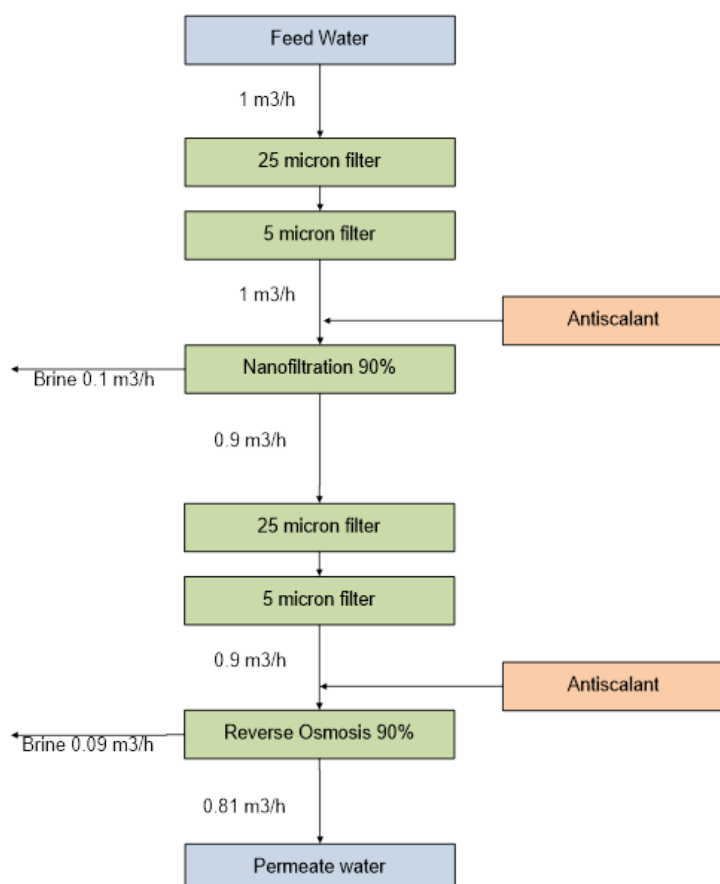 Feed Water
1 m3/h
25 micron filter
5 micron filter
1 m3/h
Antiscalant
Nanofiltration 90%
Brine 0.1 m3/h
0.9 m3/h
25 micron filter
5 micron filter
0.9 m3/h
Antiscalant
Reverse Osmosis 90%
Brine 0.09 m3/h
0.81 m3/h
Permeate water